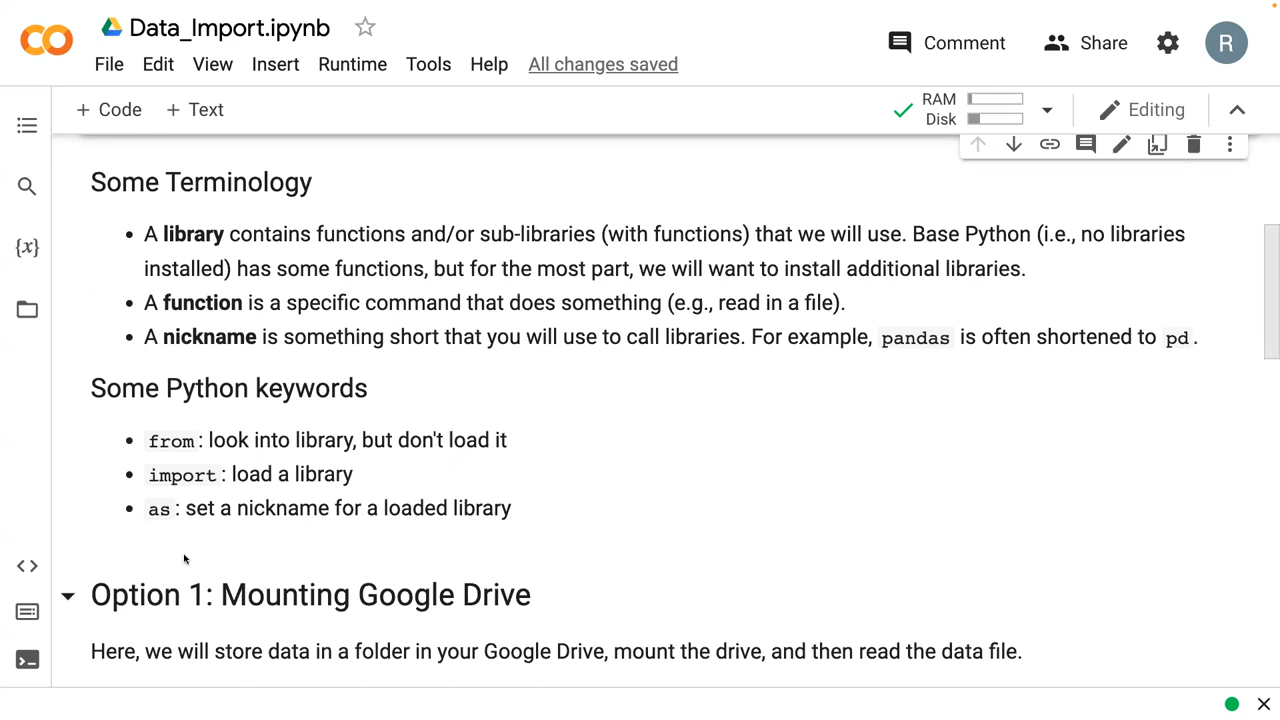 Data_Import.ipynb
Comment
Share
R
File Edit View Insert Runtime Tools Help All changes saved
+ Code + Text
RAM
Disk
Editing
{x}
Some Terminology
• A library contains functions and/or sub-libraries (with functions) that we will use. Base Python (i.e., no libraries
installed) has some functions, but for the most part, we will want to install additional libraries.
• A function is a specific command that does something (e.g., read in a file).
• A nickname is something short that you will use to call libraries. For example, pandas is often shortened to pd.
Some Python keywords
• from: look into library, but don't load it
• import: load a library
• as: set a nickname for a loaded library
Option 1: Mounting Google Drive
Here, we will store data in a folder in your Google Drive, mount the drive, and then read the data file.